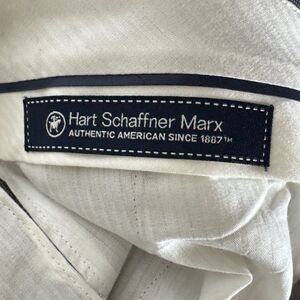 Hart Schaffner Marx
AUTHENTIC AMERICAN SINCE 1887™